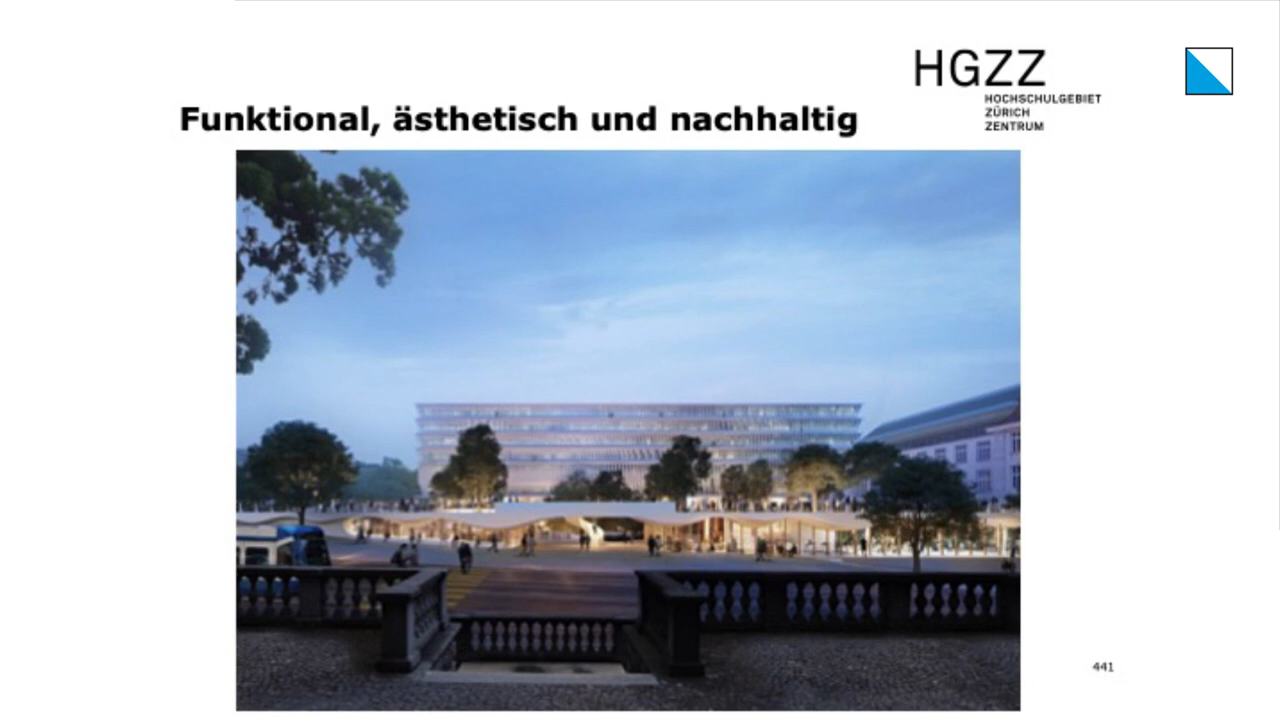 HGZZ
HOCHSCHULGEBIET
ZÜRICH
ZENTRUM
Funktional, ästhetisch und nachhaltig
441